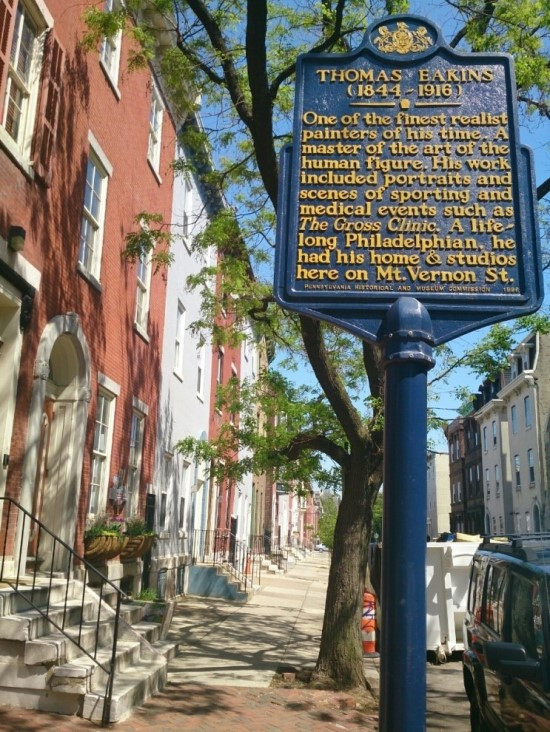 THOMAS EAKINS
(1844-1916)
One of the finest realist
painters of his time. A
master of the art of the
human figure. His work
included portraits and
scenes of sporting and
medical events such as
The Gross Clinic. A life-
long Philadelphian, he
had his home & studios
here on Mt. Vernon St.
PENNSYLVANIA HISTORICAL AND MUSEUM COMMISSION